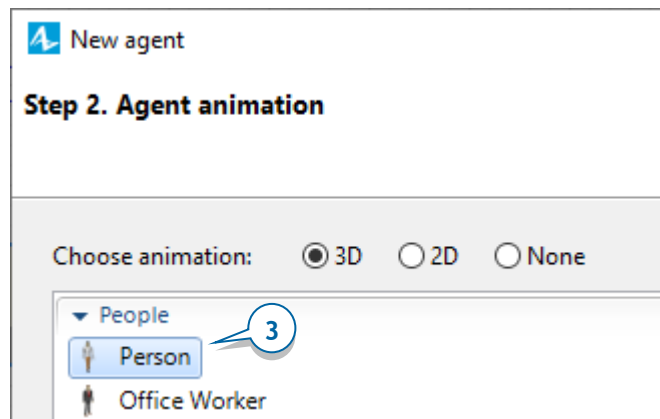 New agent
Step 2. Agent animation
Choose animation: 3D 2D None
People
3
Person
Office Worker